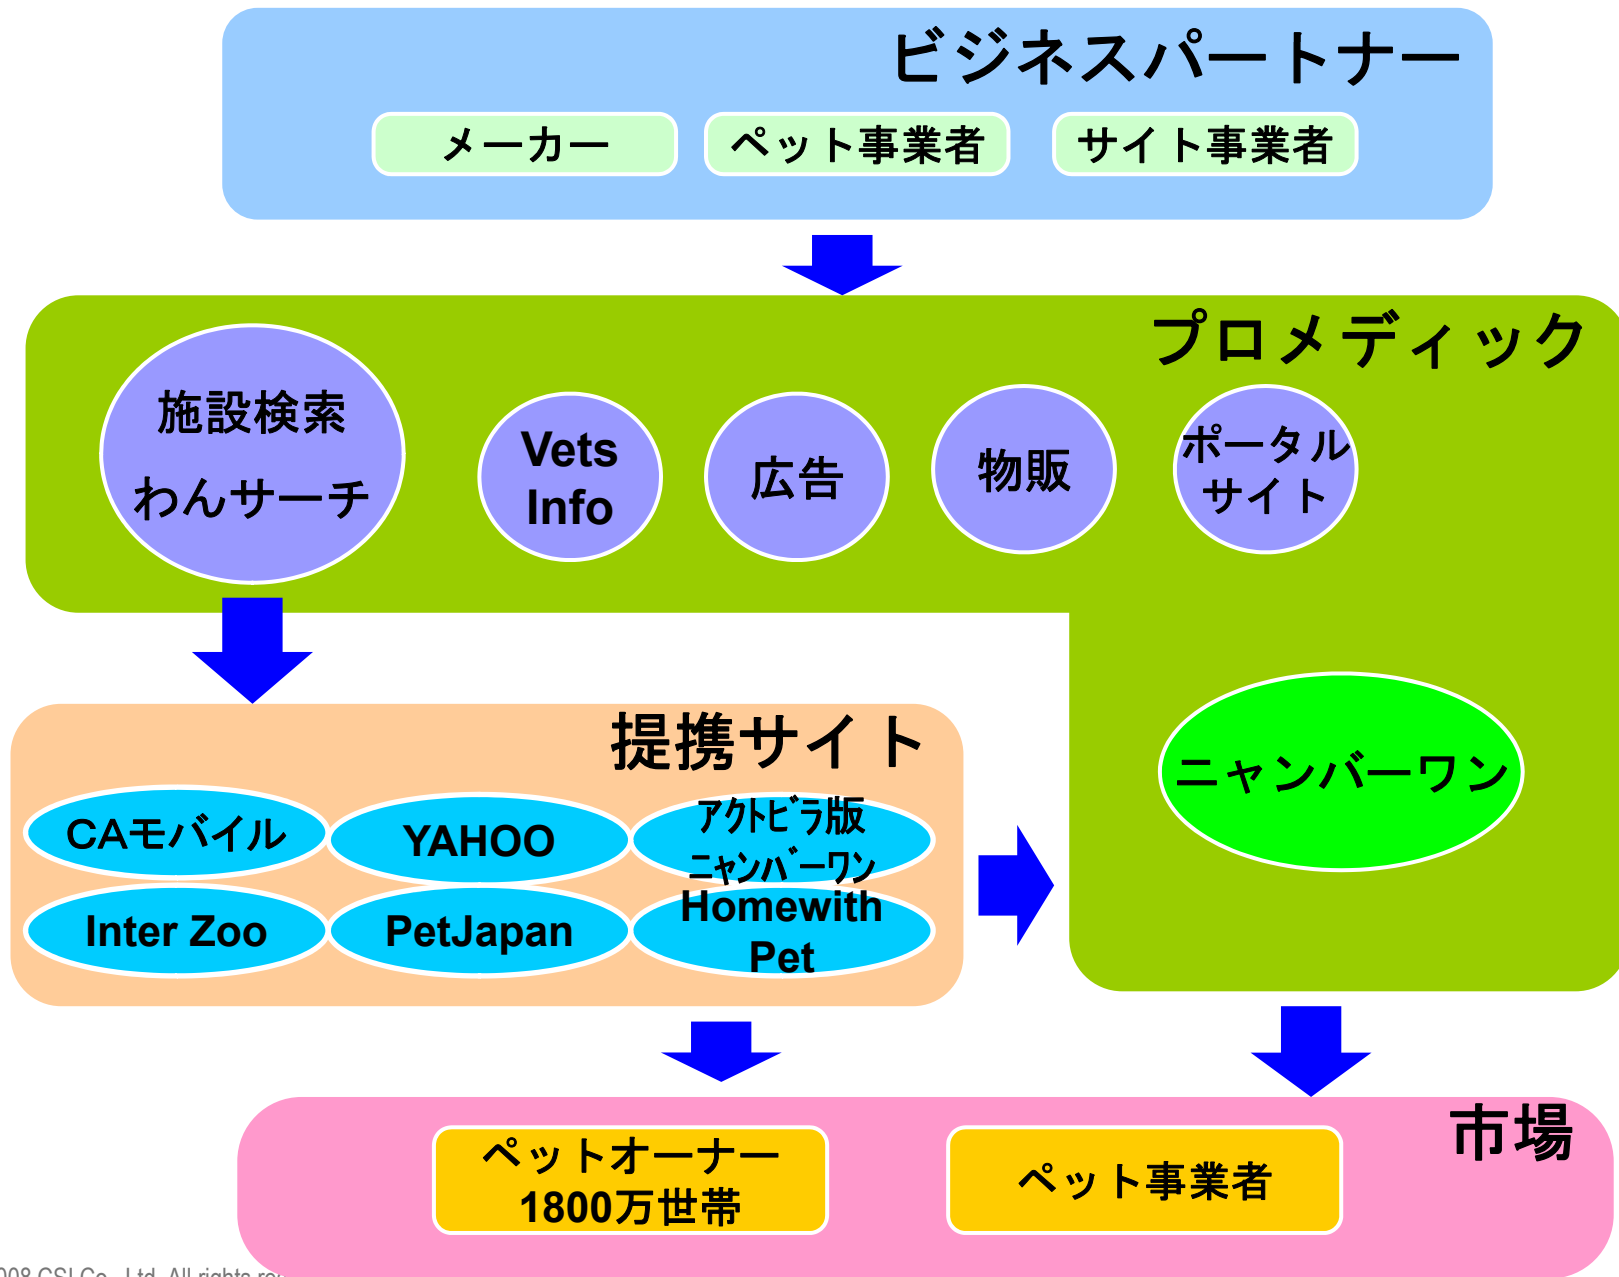 ビジネスパートナー
メーカー
ペット事業者
サイト事業者
プロメディック
施設検索
わんサーチ
Vets
Info
広告
物販
ポータル
サイト
提携サイト
CAモバイル
YAHOO
ｱｸﾄﾋﾞﾗ版
ﾆｬﾝﾊﾞｰﾜﾝ
Inter Zoo
PetJapan
Homewith
Pet
ニャンバーワン
市場
ペットオーナー
1800万世帯
ペット事業者
CSI Co., Ltd. All rights